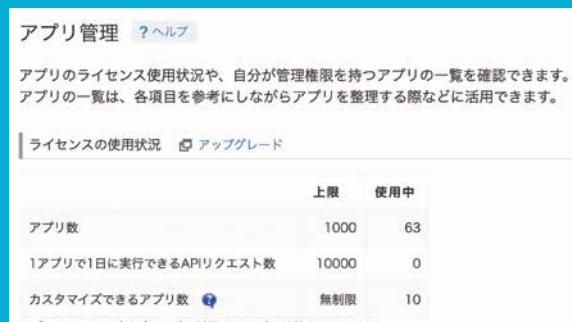 アプリ管理 ?ヘルプ
アプリのライセンス使用状況や、自分が管理権限を持つアプリの一覧を確認できます。
アプリの一覧は、各項目を参考にしながらアプリを整理する際などに活用できます。
ライセンスの使用状況 アップグレード
上限 使用中
アプリ数 1000 63
1アプリで1日に実行できるAPIリクエスト数 10000 0
カスタマイズできるアプリ数 ? 無制限 10